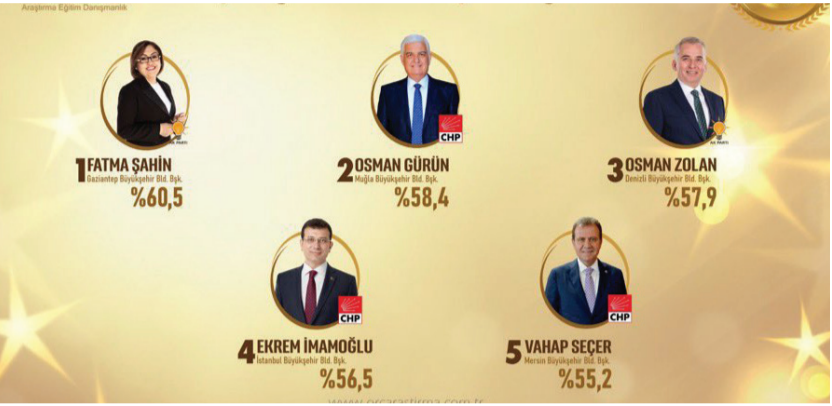 Araştırma Eğitim Danışmanlık
1 FATMA ŞAHİN
Gaziantep Büyükşehir Bld. Bşk.
%60,5
CHP
2 OSMAN GÜRÜN
Muğla Büyükşehir Bld. Bşk.
%58,4
3 OSMAN ZOLAN
Denizli Büyükşehir Bld. Bşk.
%57,9
CHP
4 EKREM İMAMOĞLU
İstanbul Büyükşehir Bld. Bşk.
%56,5
CHP
5 VAHAP SEÇER
Mersin Büyükşehir Bld. Bşk.
%55,2